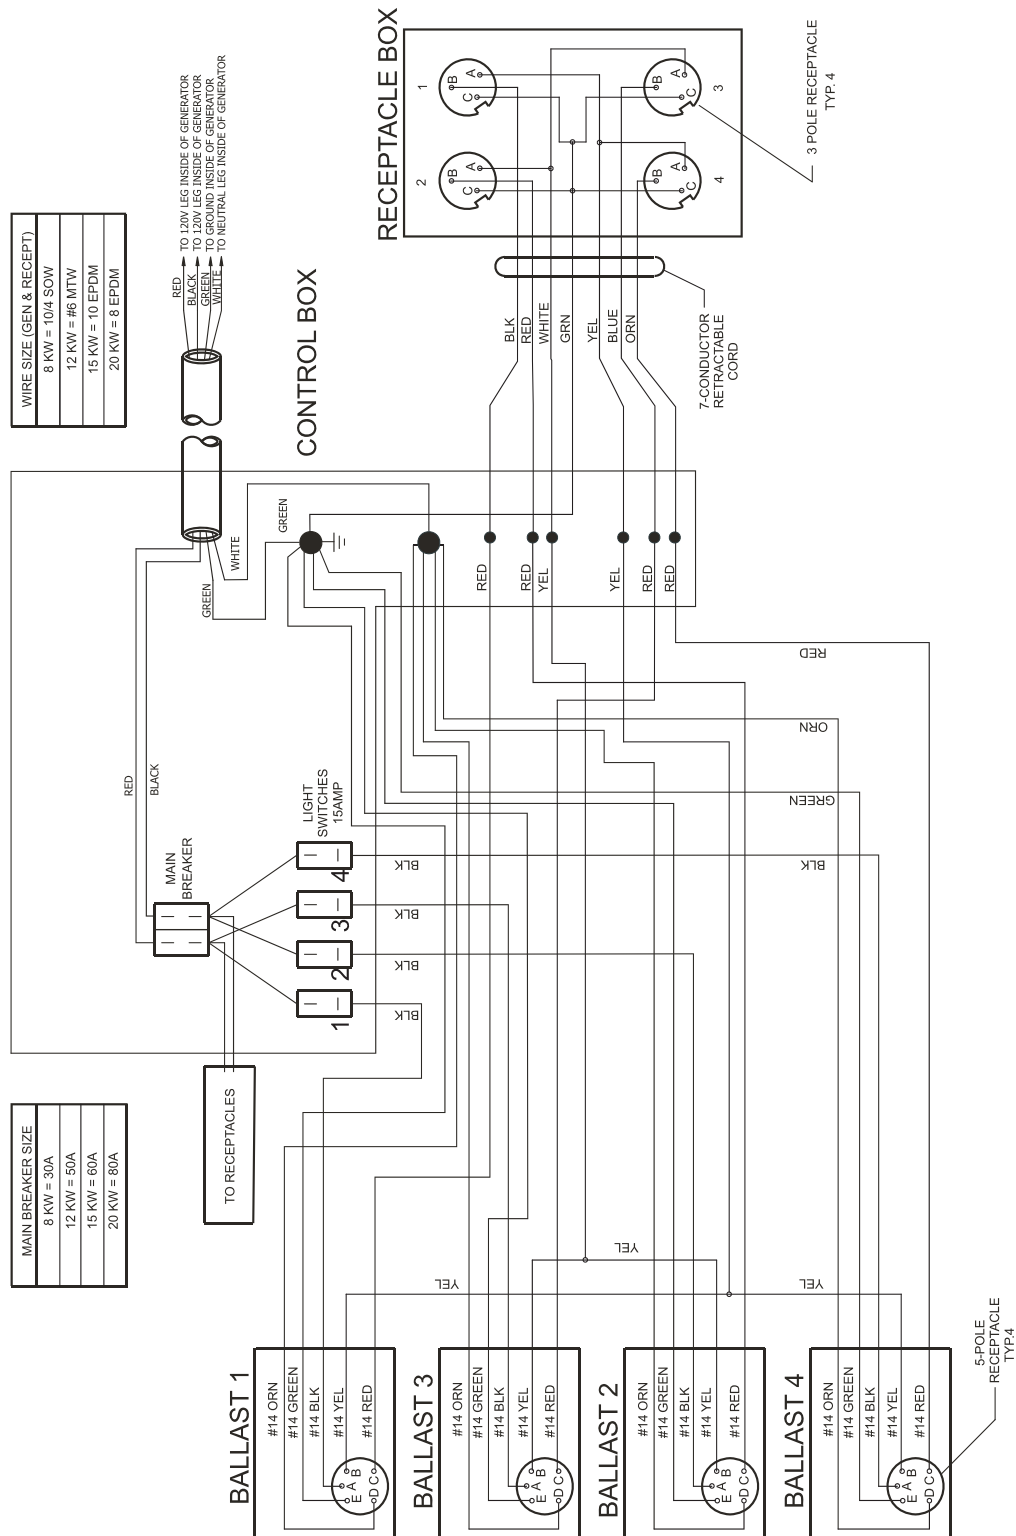 WIRE SIZE (GEN & RECEPT)
8 KW = 10/4 SOW
12 KW = #6 MTW
15 KW = 10 EPDM
20 KW = 8 EPDM
MAIN BREAKER SIZE
8 KW = 30A
12 KW = 50A
15 KW = 60A
20 KW = 80A
RED
BLACK
GREEN
WHITE
TO 120V LEG INSIDE OF GENERATOR
TO 120V LEG INSIDE OF GENERATOR
TO GROUND INSIDE OF GENERATOR
TO NEUTRAL LEG INSIDE OF GENERATOR
RECEPTACLE BOX
1
B
A
C
2
B
A
C
3
B
A
C
4
B
A
C
3 POLE RECEPTACLE
TYP. 4
CONTROL BOX
BLK
RED
WHITE
GRN
YEL
BLUE
ORN
7-CONDUCTOR
RETRACTABLE
CORD
GREEN
WHITE
GREEN
RED
RED
YEL
YEL
RED
RED
RED
BLACK
MAIN
BREAKER
LIGHT
SWITCHES
15AMP
4
3
2
1
BLK
BLK
BLK
BLK
RED
ORN
GREEN
BLK
TO RECEPTACLES
YEL
YEL
YEL
BALLAST 1
#14 ORN
#14 GREEN
#14 BLK
#14 YEL
#14 RED
A
B
E
D
C
BALLAST 3
#14 ORN
#14 GREEN
#14 BLK
#14 YEL
#14 RED
A
B
E
D
C
BALLAST 2
#14 ORN
#14 GREEN
#14 BLK
#14 YEL
#14 RED
A
B
E
D
C
BALLAST 4
#14 ORN
#14 GREEN
#14 BLK
#14 YEL
#14 RED
A
B
E
D
C
5-POLE
RECEPTACLE
TYP.4